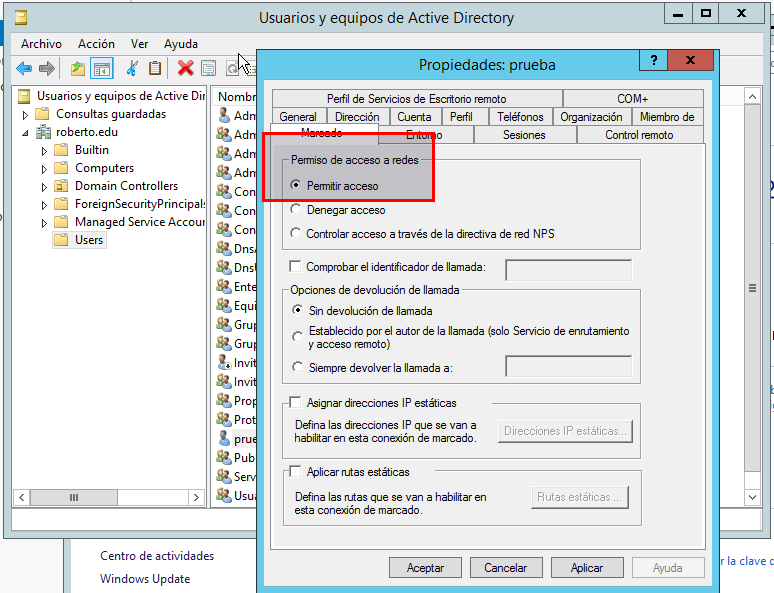 Usuarios y equipos de Active Directory
Archivo Acción Ver Ayuda
Usuarios y equipos de Active Dir
Consultas guardadas
roberto.edu
Builtin
Computers
Domain Controllers
ForeignSecurityPrincipals
Managed Service Accour
Users
Nombr
Adm
Adm
Adm
Adm
Con
Con
Con
DnsA
DnsU
Ente
Equi
Grup
Grup
Invit
Invit
Prop
Prot
prue
Pub
Serv
Usua
Propiedades: prueba
?
Perfil de Servicios de Escritorio remoto COM+
General Dirección Cuenta Perfil Teléfonos Organización Miembro de
Marcado Entorno Sesiones Control remoto
Permiso de acceso a redes
Permitir acceso
Denegar acceso
Controlar acceso a través de la directiva de red NPS
Comprobar el identificador de llamada:
Opciones de devolución de llamada
Sin devolución de llamada
Establecido por el autor de la llamada (solo Servicio de enrutamiento
y acceso remoto)
Siempre devolver la llamada a:
Asignar direcciones IP estáticas
Defina las direcciones IP que se van a
habilitar en esta conexión de marcado.
Direcciones IP estáticas...
Aplicar rutas estáticas
Defina las rutas que se van a habilitar en
esta conexión de marcado.
Rutas estáticas ...
Aceptar Cancelar Aplicar Ayuda
Centro de actividades
Windows Update
r la clave d